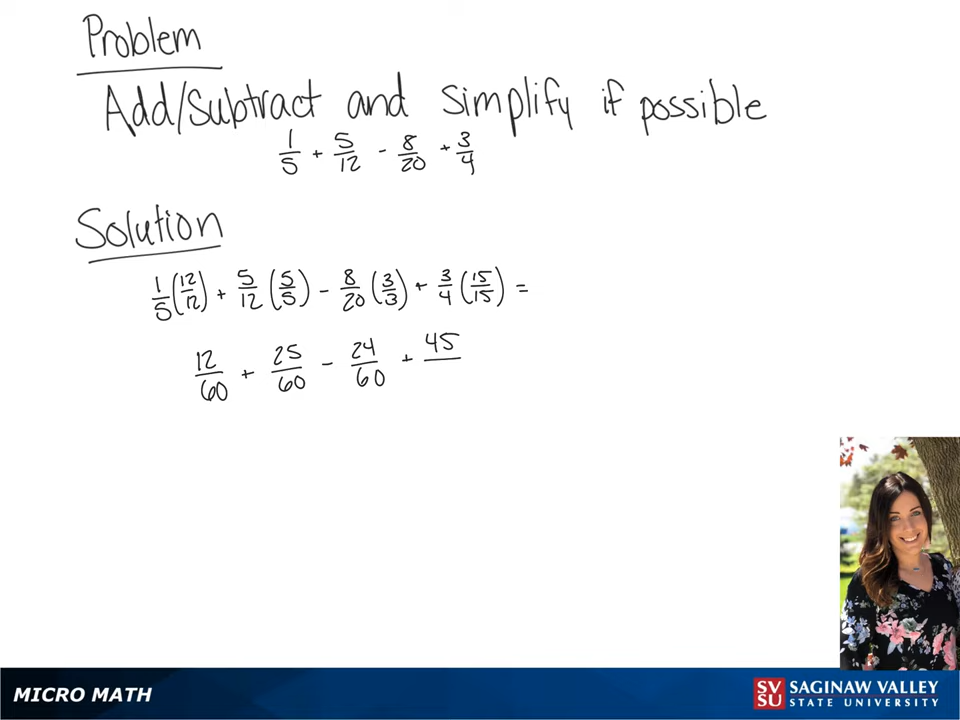 Problem
Add/Subtract and simplify if possible
1/5 + 5/12 - 8/20 + 3/4
Solution
1/5 (12/12) + 5/12 (5/5) - 8/20 (3/3) + 3/4 (15/15) =
12/60 + 25/60 - 24/60 + 45/
MICRO MATH
SV
SU
SAGINAW VALLEY
STATE UNIVERSITY